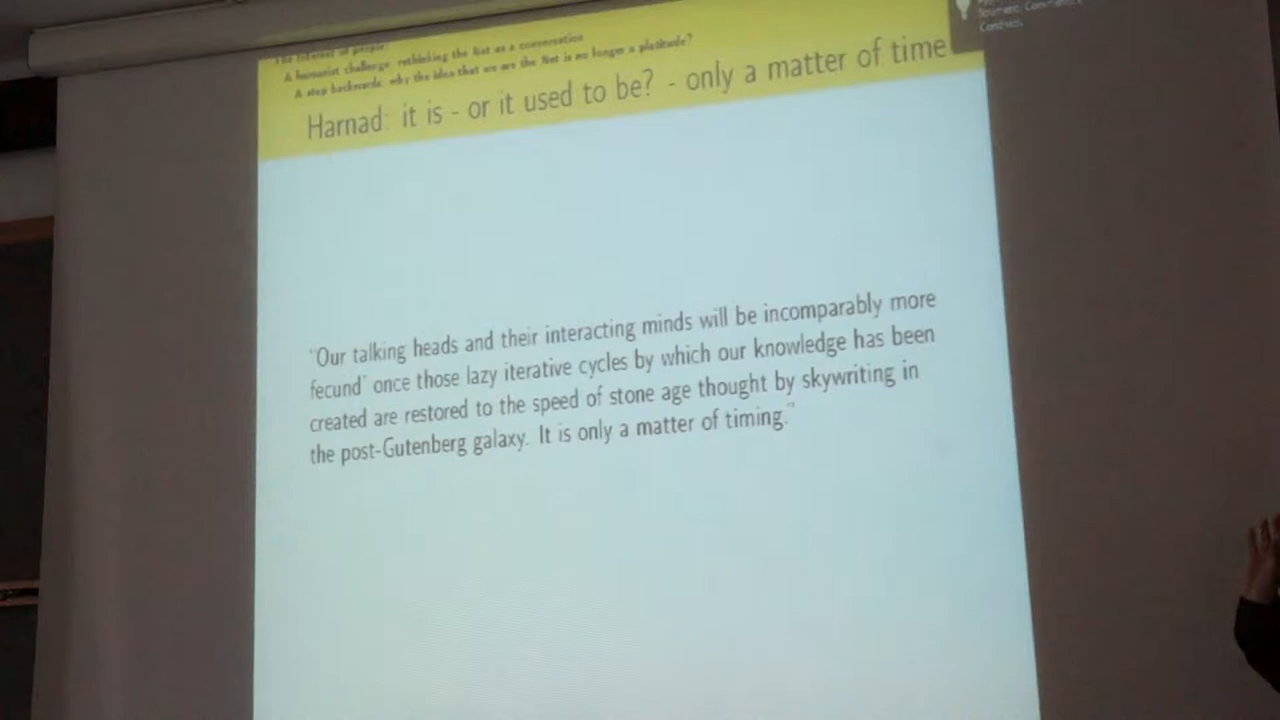 The Internet of people:
A humanist challenge: rethinking the Net as a conversation
A step backwards: why the idea that we are the Net is no longer a platitude?
Harnad: it is - or it used to be? - only a matter of time
"Our talking heads and their interacting minds will be incomparably more
fecund' once those lazy iterative cycles by which our knowledge has been
created are restored to the speed of stone age thought by skywriting in
the post-Gutenberg galaxy. It is only a matter of timing."